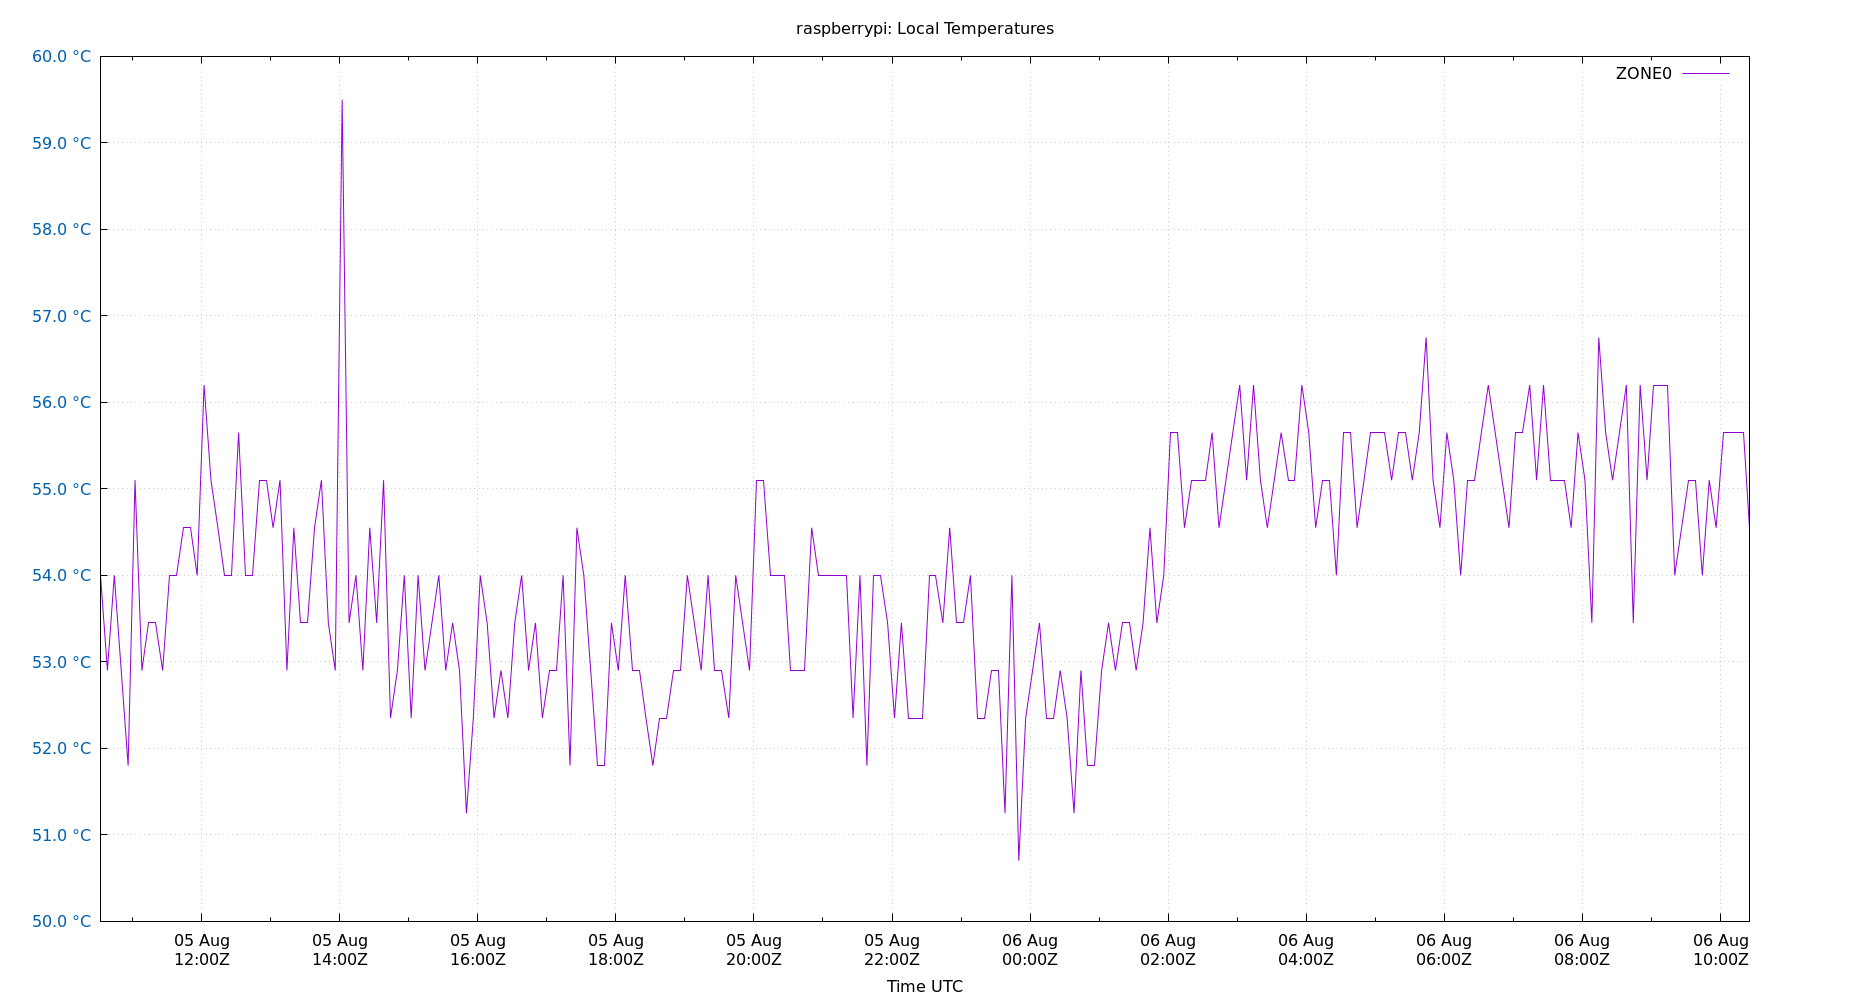 raspberrypi: Local Temperatures
60.0 °C
ZONE0
59.0 °C
58.0 °C
57.0 °C
56.0 °C
55.0 °C
54.0 °C
53.0 °C
52.0 °C
51.0 °C
50.0 °C
05 Aug 05 Aug 05 Aug 05 Aug 05 Aug 05 Aug 06 Aug 06 Aug 06 Aug 06 Aug 06 Aug 06 Aug
12:00Z 14:00Z 16:00Z 18:00Z 20:00Z 22:00Z 00:00Z 02:00Z 04:00Z 06:00Z 08:00Z 10:00Z
Time UTC